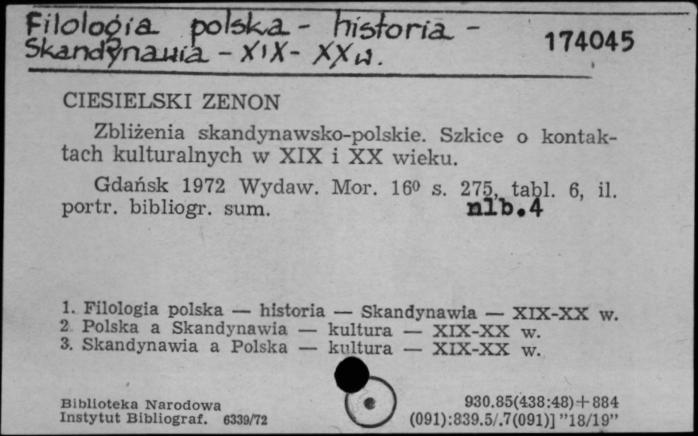 Filologia polska - historia -
Skandynawia - XIX - XX w.
174045
CIESIELSKI ZENON
Zbliżenia skandynawsko-polskie. Szkice o kontak-
tach kulturalnych w XIX i XX wieku.
Gdańsk 1972 Wydaw. Mor. 16⁰ s. 275, tabl. 6, il.
portr. bibliogr. sum.
nlb.4
1. Filologia polska — historia — Skandynawia — XIX-XX w.
2. Polska a Skandynawia — kultura — XIX-XX w.
3. Skandynawia a Polska — kultura — XIX-XX w.
Biblioteka Narodowa
Instytut Bibliograf. 6339/72
930.85(438:48)+884
(091):839.5/.7(091)] "18/19"